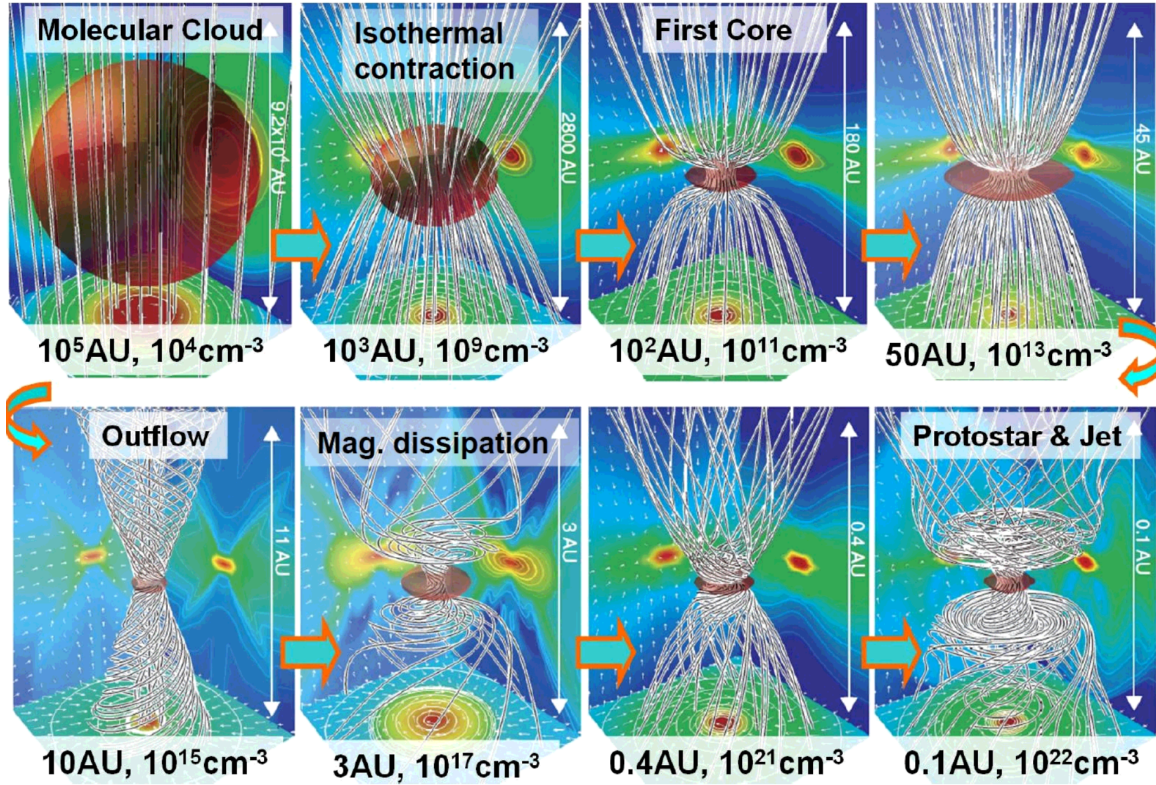 Molecular Cloud
9.2x10⁴ AU
10⁵AU, 10⁴cm⁻³
Isothermal
contraction
2800 AU
10³AU, 10⁹cm⁻³
First Core
180 AU
10²AU, 10¹¹cm⁻³
45 AU
50AU, 10¹³cm⁻³
Outflow
11 AU
10AU, 10¹⁵cm⁻³
Mag. dissipation
3 AU
3AU, 10¹⁷cm⁻³
0.4 AU
0.4AU, 10²¹cm⁻³
Protostar & Jet
0.1 AU
0.1AU, 10²²cm⁻³